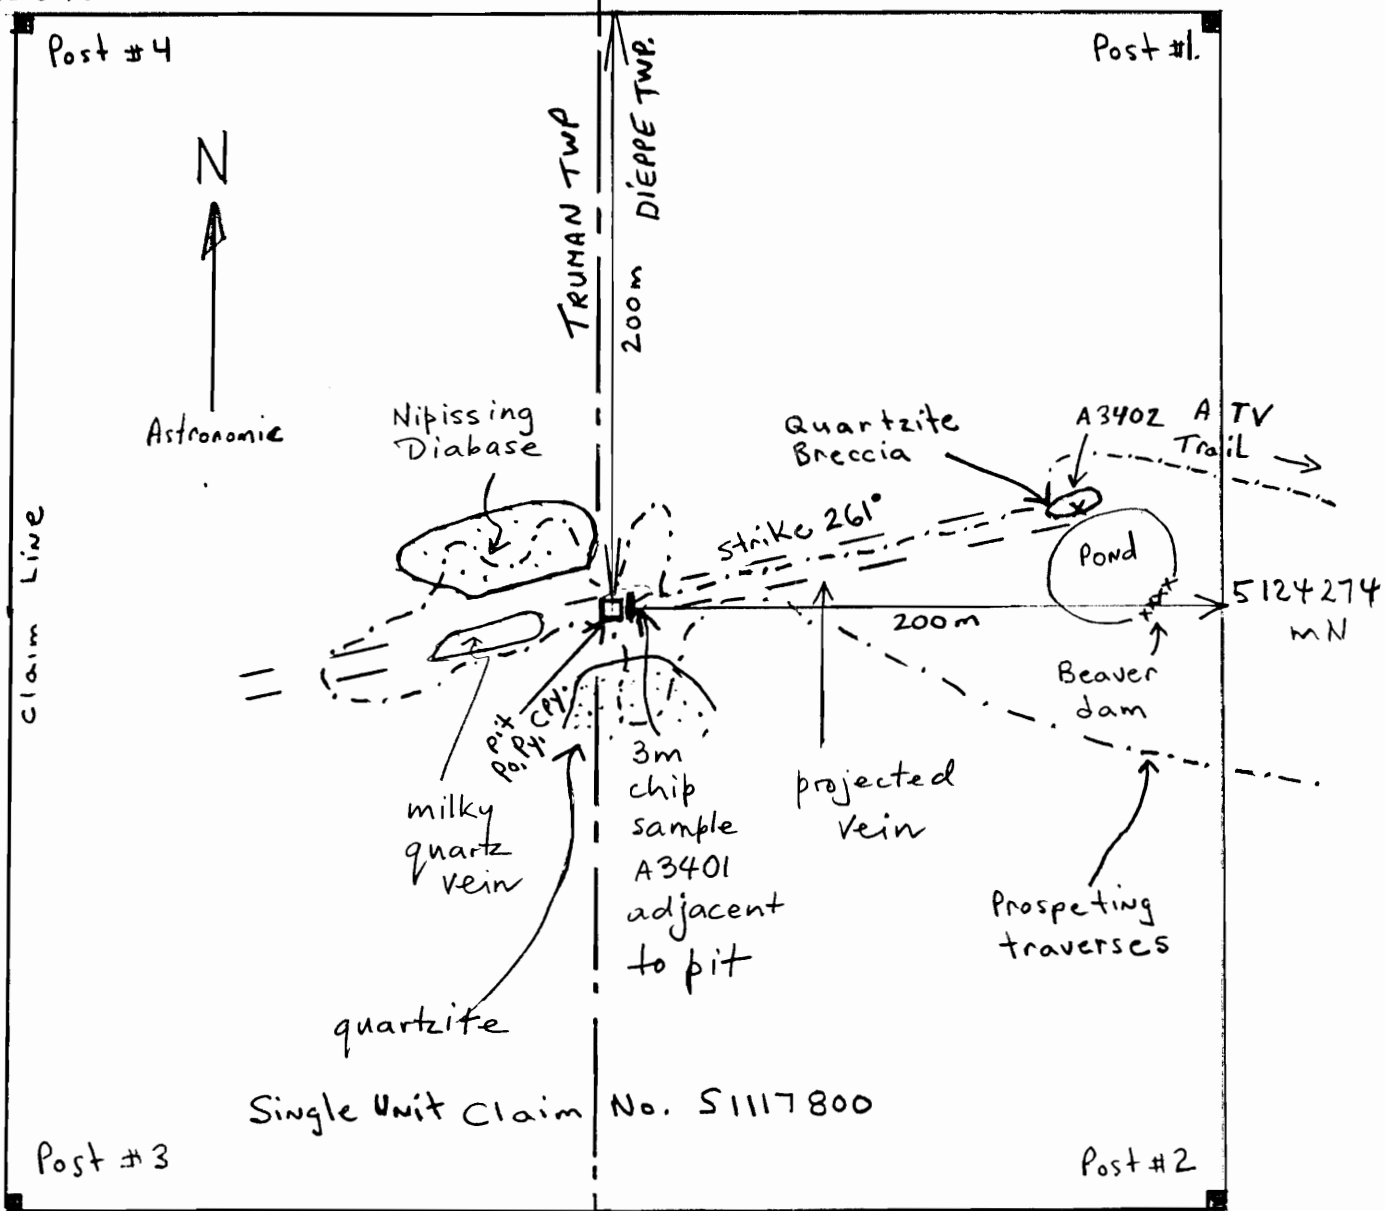 Post #4
Post #1.
N
Astronomic
TRUMAN TWP
DIEPPE TWP.
200m
Nipissing
Diabase
Quartzite
Breccia
A3402
ATV
Trail
strike 261°
Pond
claim Line
200m
5124274
mN
Beaver
dam
Pit
Po, Py, CPy.
milky
quartz
vein
3m
chip
sample
A3401
adjacent
to pit
projected
vein
Prospeting
traverses
quartzite
Single Unit Claim No. S1117800
Post #3
Post #2